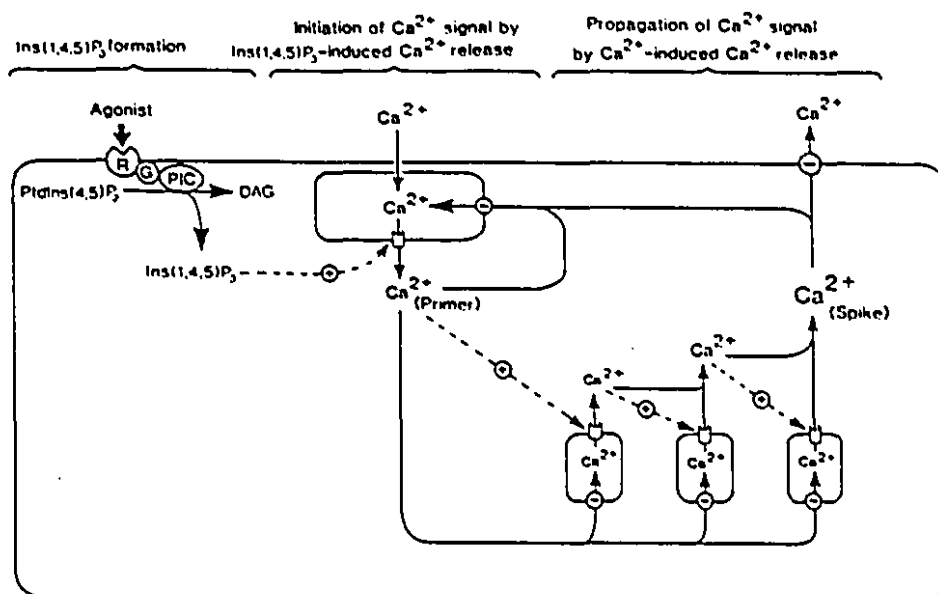 Ins(1,4,5)P₃ formation
Initiation of Ca²⁺ signal by
Ins(1,4,5)P₃-induced Ca²⁺ release
Propagation of Ca²⁺ signal
by Ca²⁺-induced Ca²⁺ release
Agonist
Ca²⁺
Ca²⁺
R
G
PIC
PtdIns(4,5)P₂
DAG
−
−
Ca²⁺
Ins(1,4,5)P₃
+
Ca²⁺
(Primer)
Ca²⁺
(Spike)
Ca²⁺
Ca²⁺
+
+
+
Ca²⁺
Ca²⁺
Ca²⁺
−
−
−